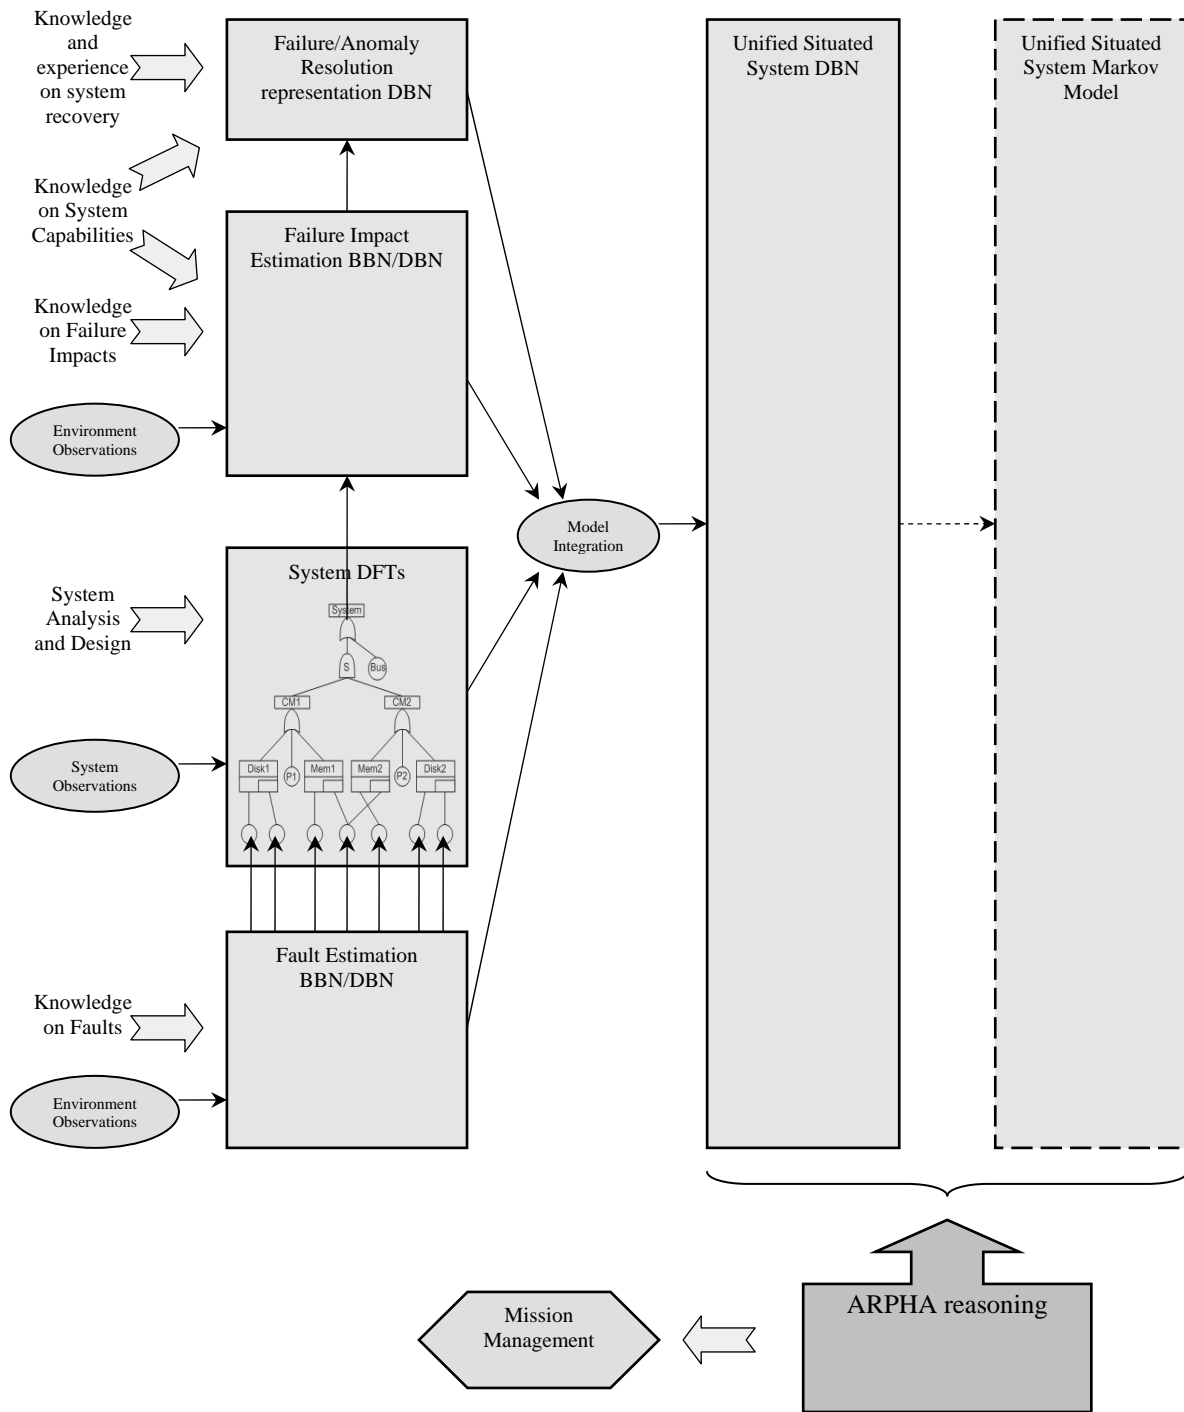 Knowledge
and
experience
on system
recovery
Failure/Anomaly
Resolution
representation DBN
Unified Situated
System DBN
Unified Situated
System Markov
Model
Knowledge
on System
Capabilities
Failure Impact
Estimation BBN/DBN
Knowledge
on Failure
Impacts
Environment
Observations
Model
Integration
System DFTs
System
Analysis
and Design
System
S
Bus
CM1
CM2
System
Observations
Disk1
P1
Mem1
Mem2
P2
Disk2
Fault Estimation
BBN/DBN
Knowledge
on Faults
Environment
Observations
ARPHA reasoning
Mission
Management